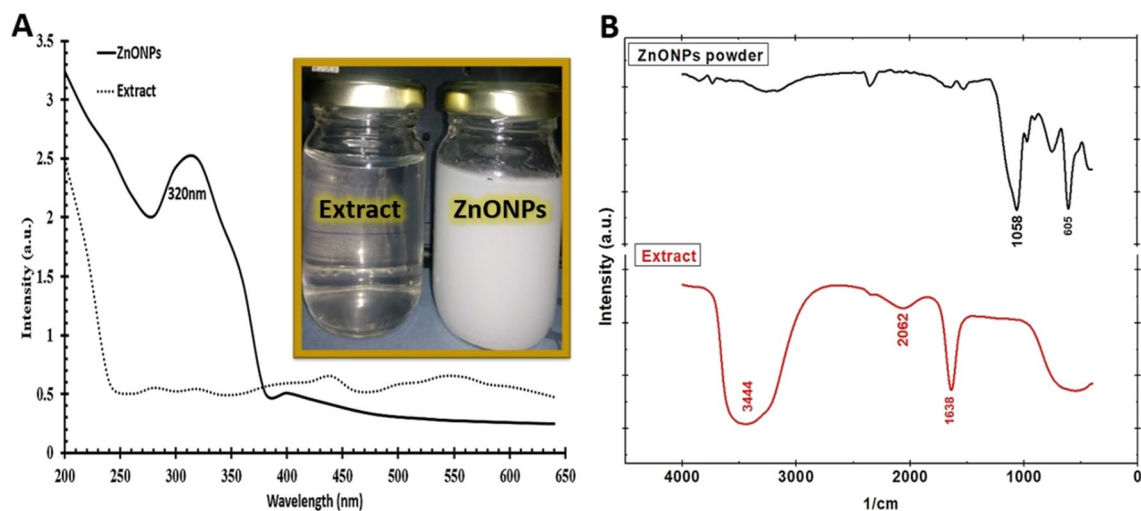 A
3.5
3
2.5
2
1.5
1
0.5
0
Intensity (a.u.)
ZnONPs
Extract
320nm
Extract
ZnONPs
200 250 300 350 400 450 500 550 600 650
Wavelength (nm)
B
ZnONPs powder
1058
605
Intensity (a.u.)
Extract
3444
2062
1638
4000 3000 2000 1000 0
1/cm